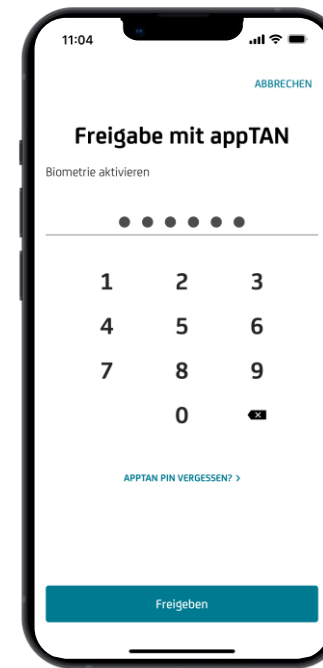 11:04
ABBRECHEN
Freigabe mit appTAN
Biometrie aktivieren
1 2 3
4 5 6
7 8 9
0
APPTAN PIN VERGESSEN? >
Freigeben